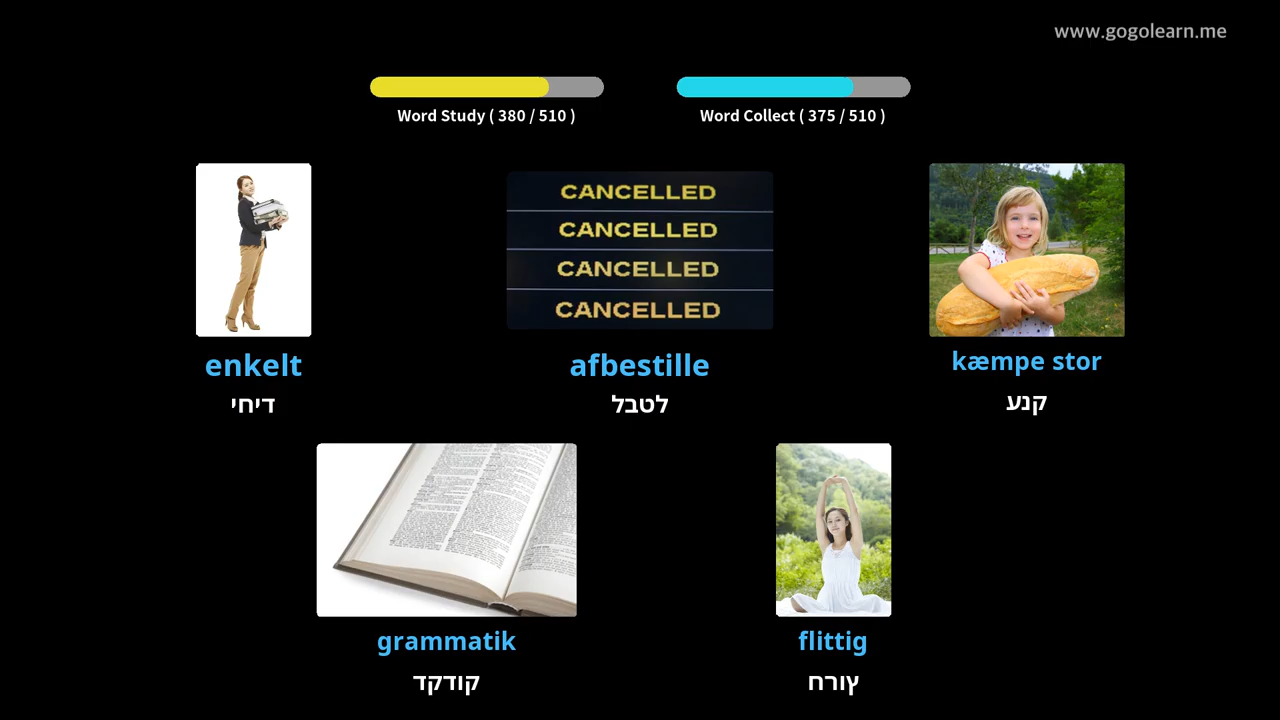 www.gogolearn.me
Word Study ( 380 / 510 )
Word Collect ( 375 / 510 )
CANCELLED
CANCELLED
CANCELLED
CANCELLED
enkelt
דיחי
afbestille
לטבל
kæmpe stor
קנע
grammatik
קודקד
flittig
ץורח